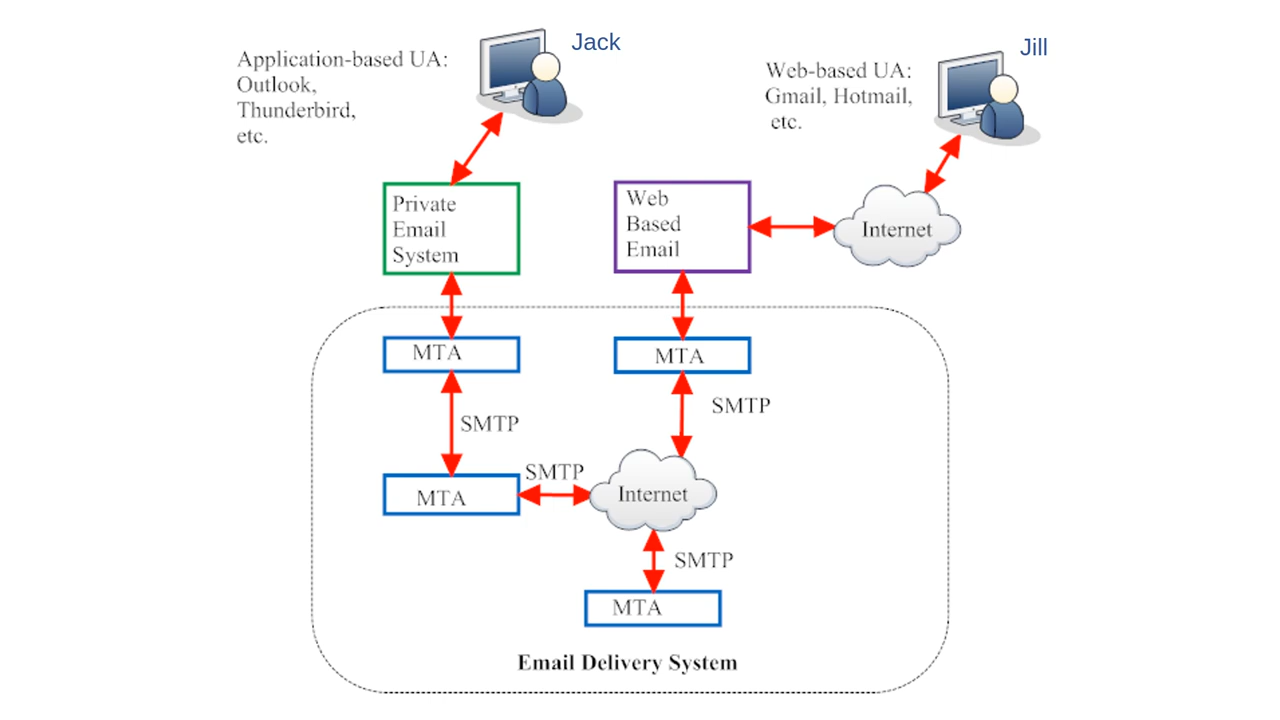 Jack
Application-based UA:
Outlook,
Thunderbird,
etc.
Jill
Web-based UA:
Gmail, Hotmail,
etc.
Private
Email
System
Web
Based
Email
Internet
MTA
MTA
SMTP
SMTP
MTA
SMTP
Internet
SMTP
MTA
Email Delivery System